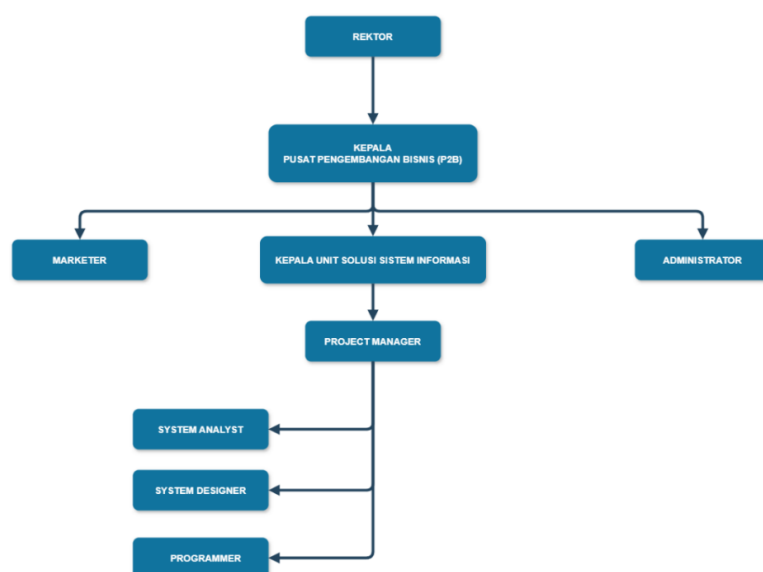 REKTOR
KEPALA
PUSAT PENGEMBANGAN BISNIS (P2B)
MARKETER
KEPALA UNIT SOLUSI SISTEM INFORMASI
ADMINISTRATOR
PROJECT MANAGER
SYSTEM ANALYST
SYSTEM DESIGNER
PROGRAMMER